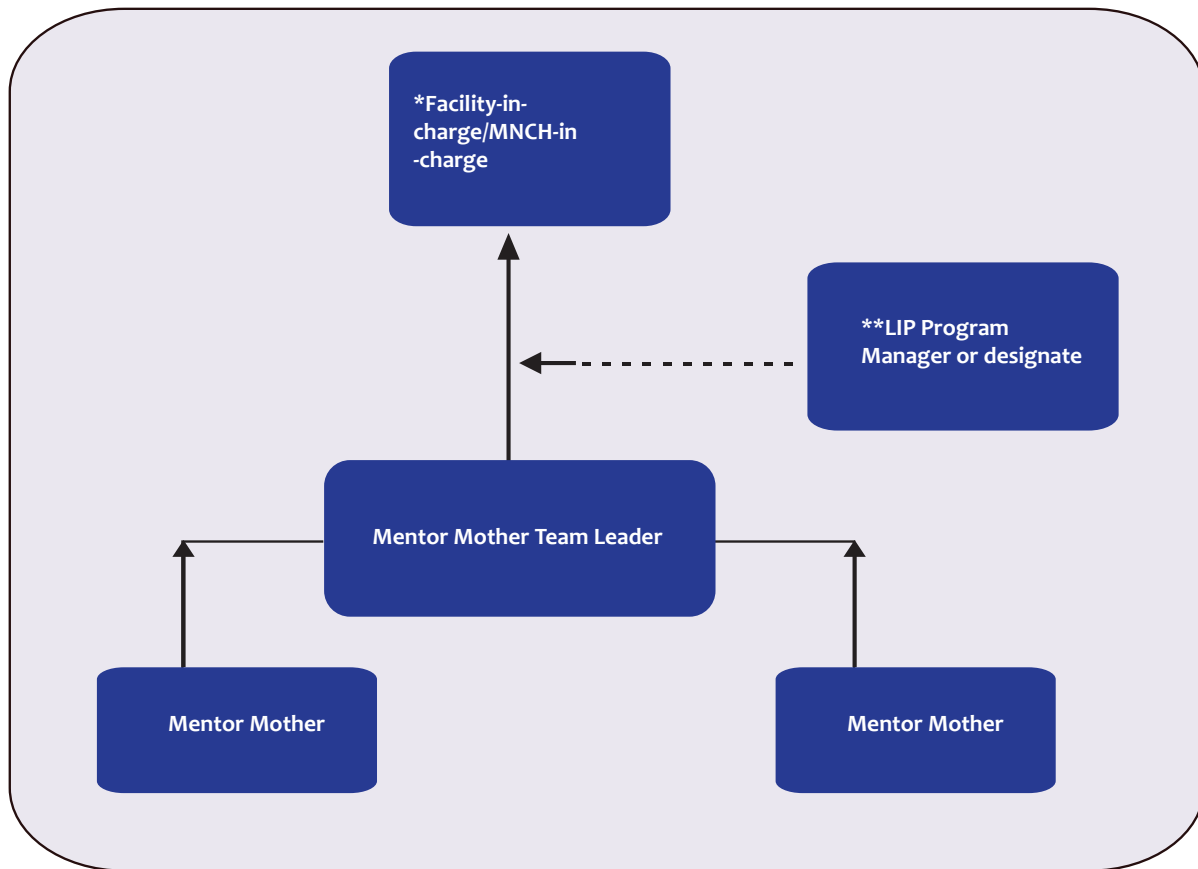 *Facility-in-
charge/MNCH-in
-charge
**LIP Program
Manager or designate
Mentor Mother Team Leader
Mentor Mother
Mentor Mother